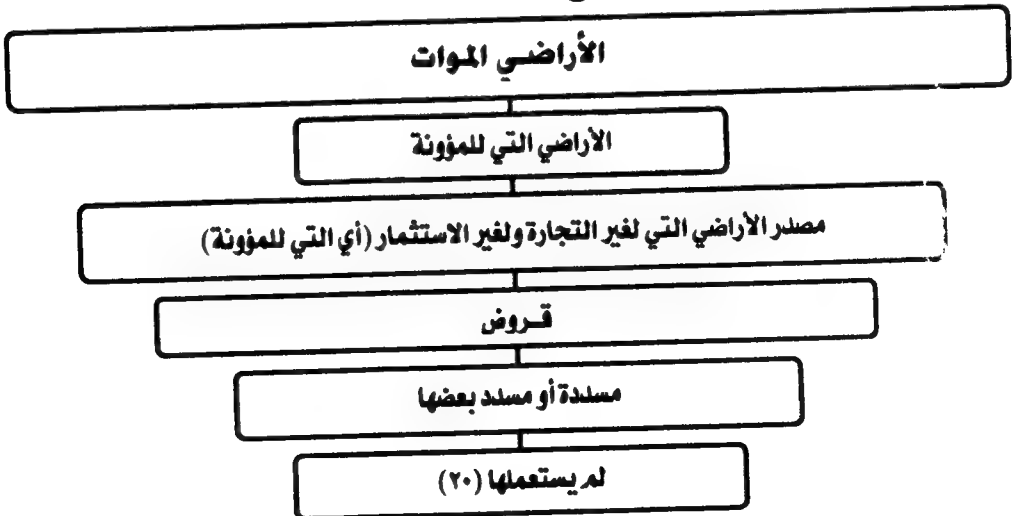 الأراضي الموات
الأراضي التي للمؤونة
مصدر الأراضي التي لغير التجارة ولغير الاستثمار (أي التي للمؤونة)
قروض
مسددة أو مسدد بعضها
لم يستعملها (٢٠)